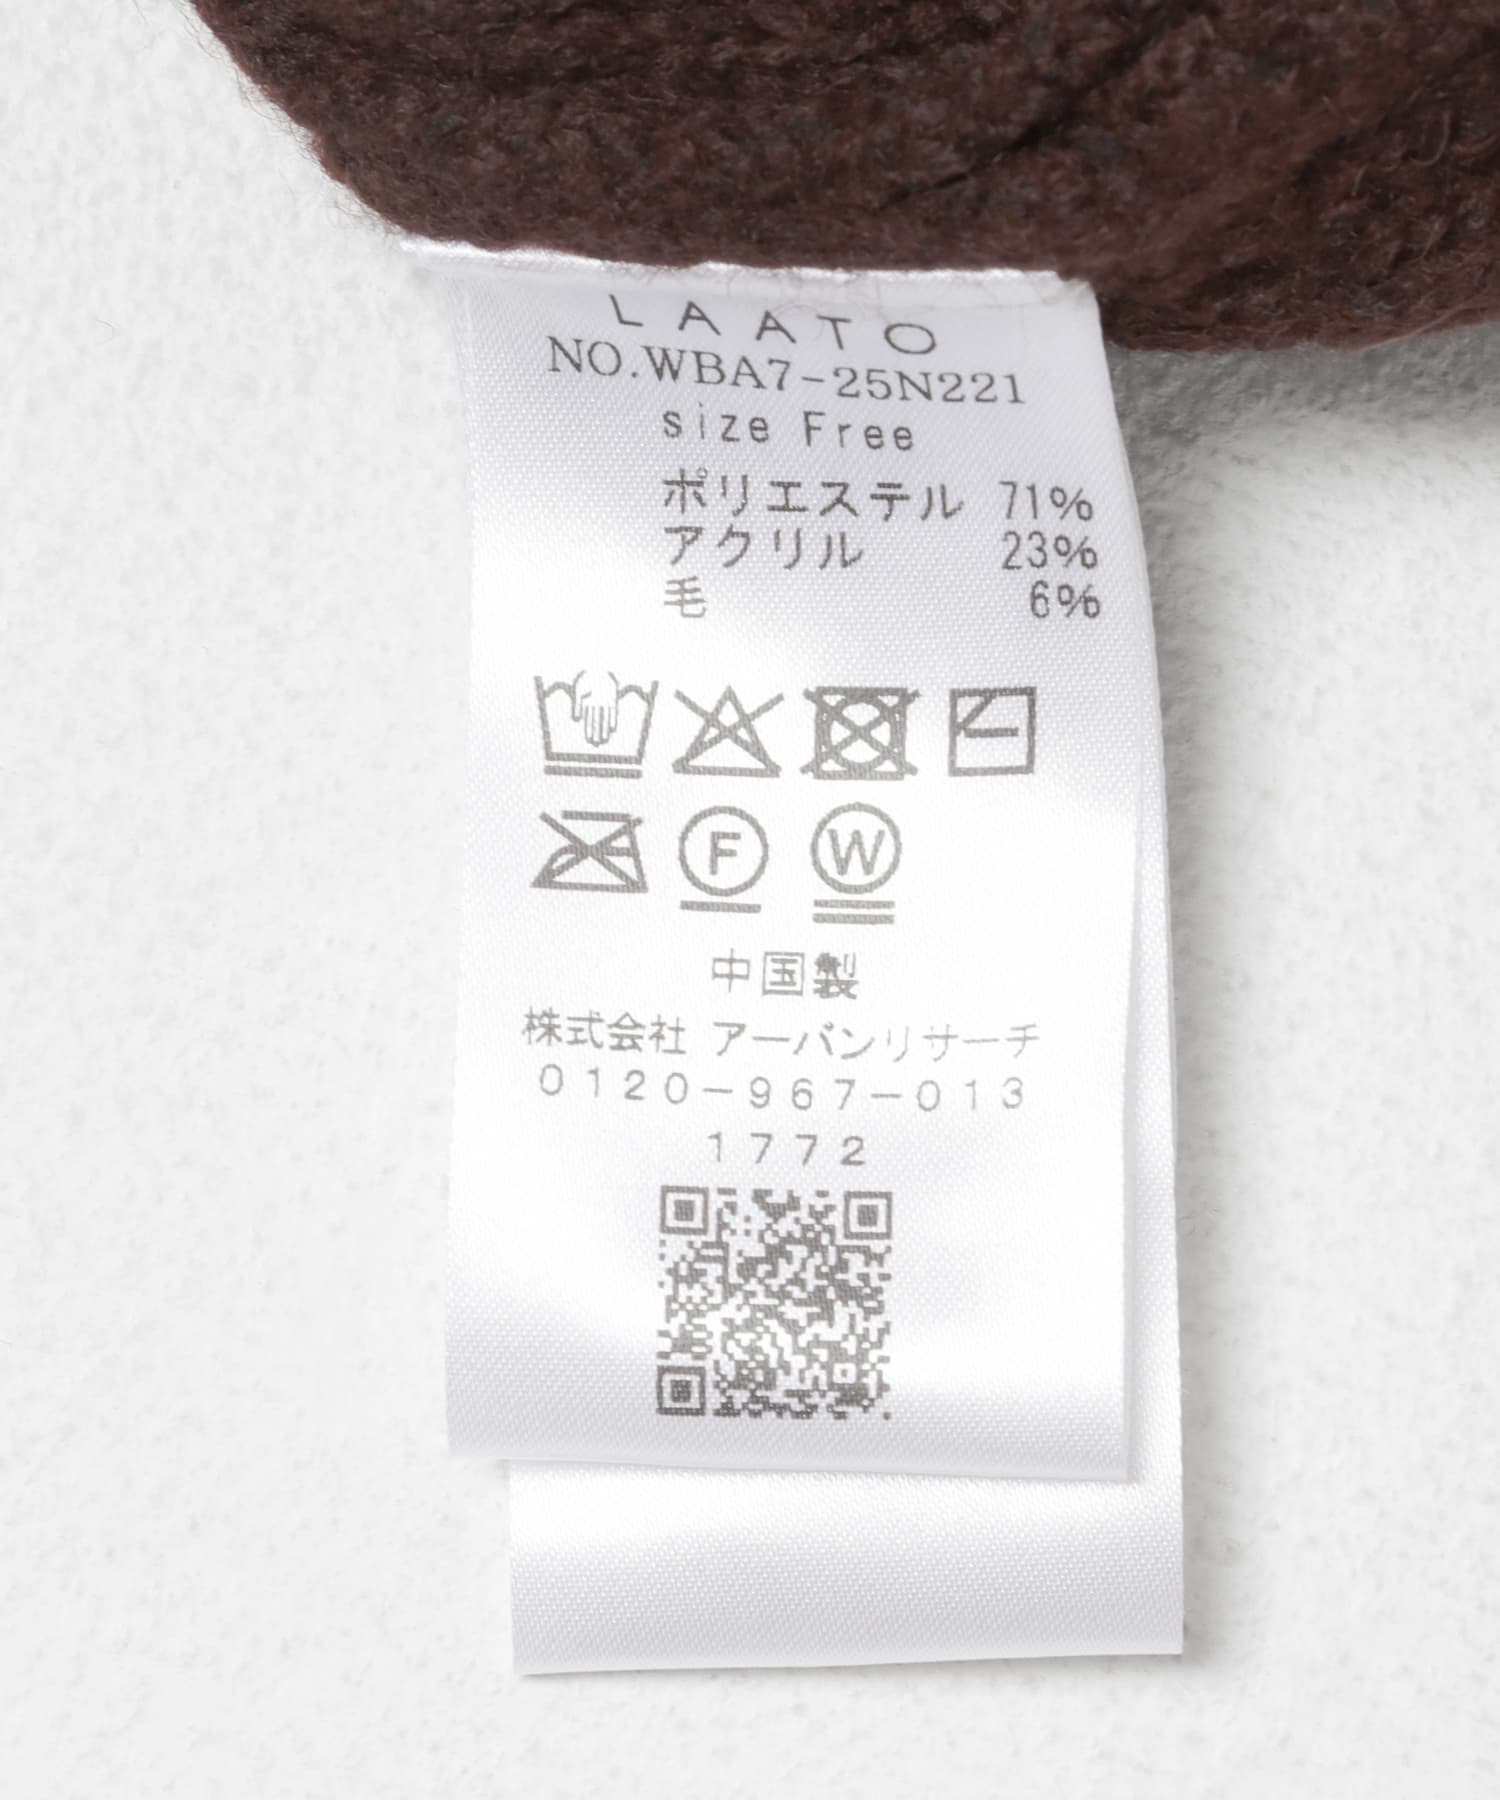 LAATO
NO.WBA7-25N221
size Free
ポリエステル 71%
アクリル 23%
毛 6%
F W
中国製
株式会社 アーバンリサーチ
0120-967-013
1772